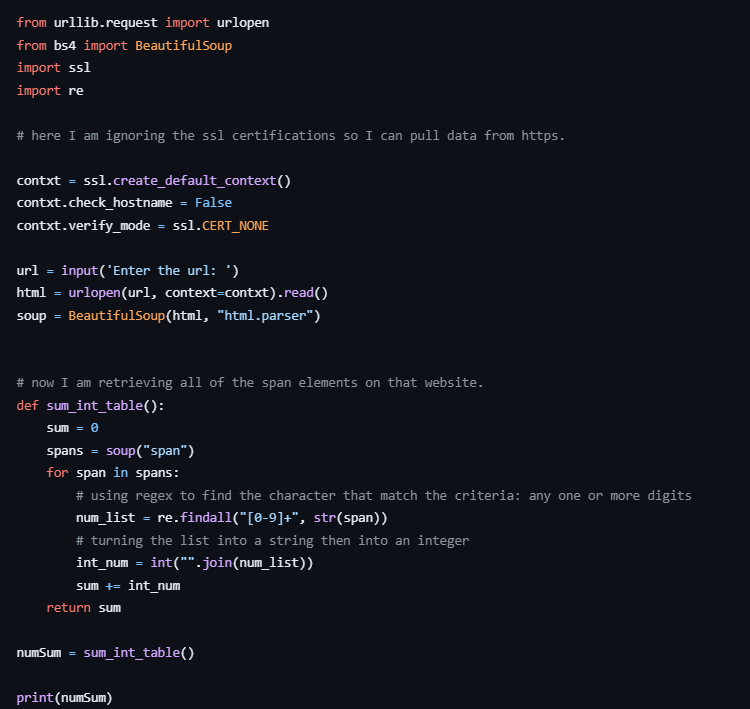 from urllib.request import urlopen
from bs4 import BeautifulSoup
import ssl
import re

# here I am ignoring the ssl certifications so I can pull data from https.

contxt = ssl.create_default_context()
contxt.check_hostname = False
contxt.verify_mode = ssl.CERT_NONE

url = input('Enter the url: ')
html = urlopen(url, context=contxt).read()
soup = BeautifulSoup(html, "html.parser")


# now I am retrieving all of the span elements on that website.
def sum_int_table():
    sum = 0
    spans = soup("span")
    for span in spans:
        # using regex to find the character that match the criteria: any one or more digits
        num_list = re.findall("[0-9]+", str(span))
        # turning the list into a string then into an integer
        int_num = int("".join(num_list))
        sum += int_num
    return sum

numSum = sum_int_table()

print(numSum)